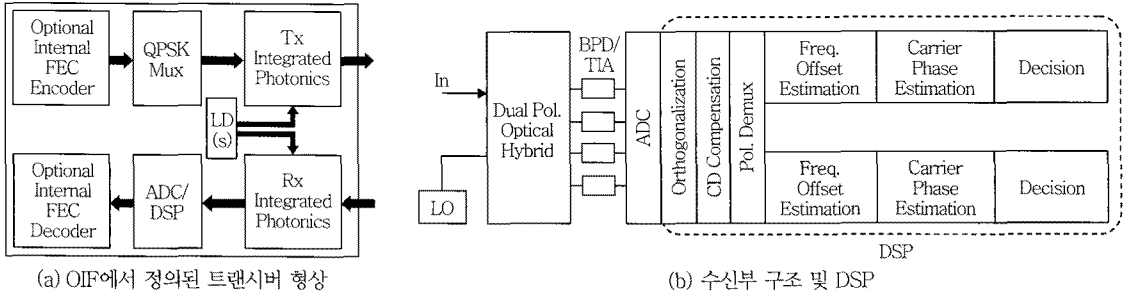 Optional
Internal
FEC
Encoder
QPSK
Mux
Tx
Integrated
Photonics
LD
(s)
Optional
Internal
FEC
Decoder
ADC/
DSP
Rx
Integrated
Photonics
(a) OIF에서 정의된 트랜시버 형상
In
LO
Dual Pol.
Optical
Hybrid
BPD/
TIA
ADC
Orthogonalization
CD Compensation
Pol. Demux
Freq.
Offset
Estimation
Carrier
Phase
Estimation
Decision
Freq.
Offset
Estimation
Carrier
Phase
Estimation
Decision
DSP
(b) 수신부 구조 및 DSP